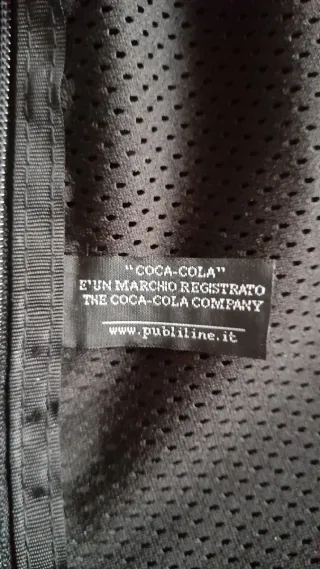 "COCA-COLA"
E'UN MARCHIO REGISTRATO
THE COCA-COLA COMPANY
www.publiline.it